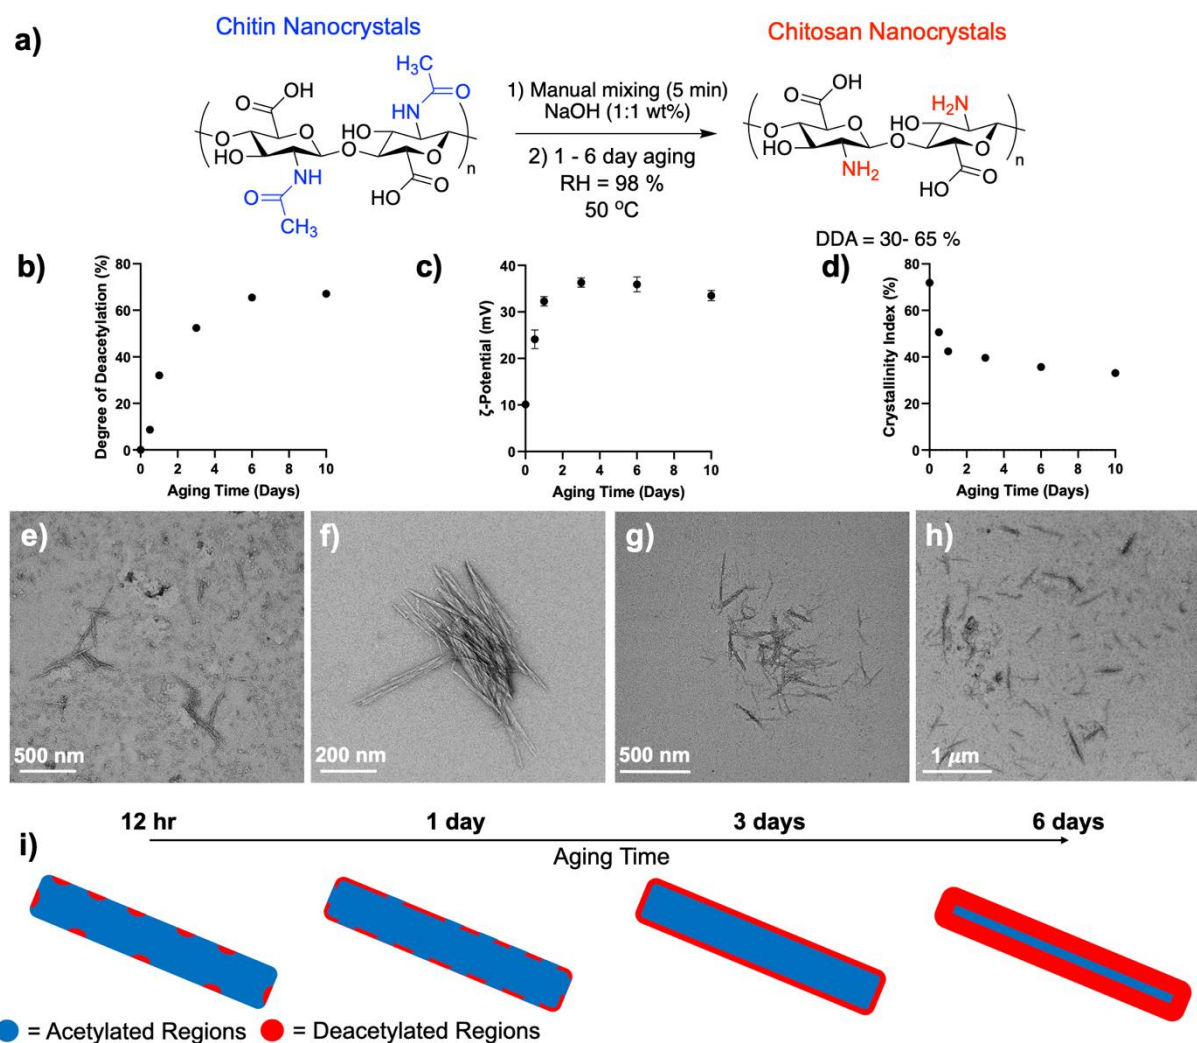 a)
Chitin Nanocrystals
Chitosan Nanocrystals
H₃C
O
OH
HN
HO
O
O
O
HO
O
NH
O
HO
O
CH₃
n
1) Manual mixing (5 min)
NaOH (1:1 wt%)
2) 1 - 6 day aging
RH = 98 %
50 °C
OH
O
H₂N
HO
O
O
O
HO
O
NH₂
HO
O
n
DDA = 30- 65 %
b)
Degree of Deacetylation (%)
80
60
40
20
0
0 2 4 6 8 10
Aging Time (Days)
c)
ζ-Potential (mV)
40
30
20
10
0
0 2 4 6 8 10
Aging Time (Days)
d)
Crystallinity Index (%)
80
60
40
20
0
0 2 4 6 8 10
Aging Time (Days)
e)
500 nm
f)
200 nm
g)
500 nm
h)
1 μm
12 hr 1 day 3 days 6 days
i)
Aging Time
= Acetylated Regions = Deacetylated Regions